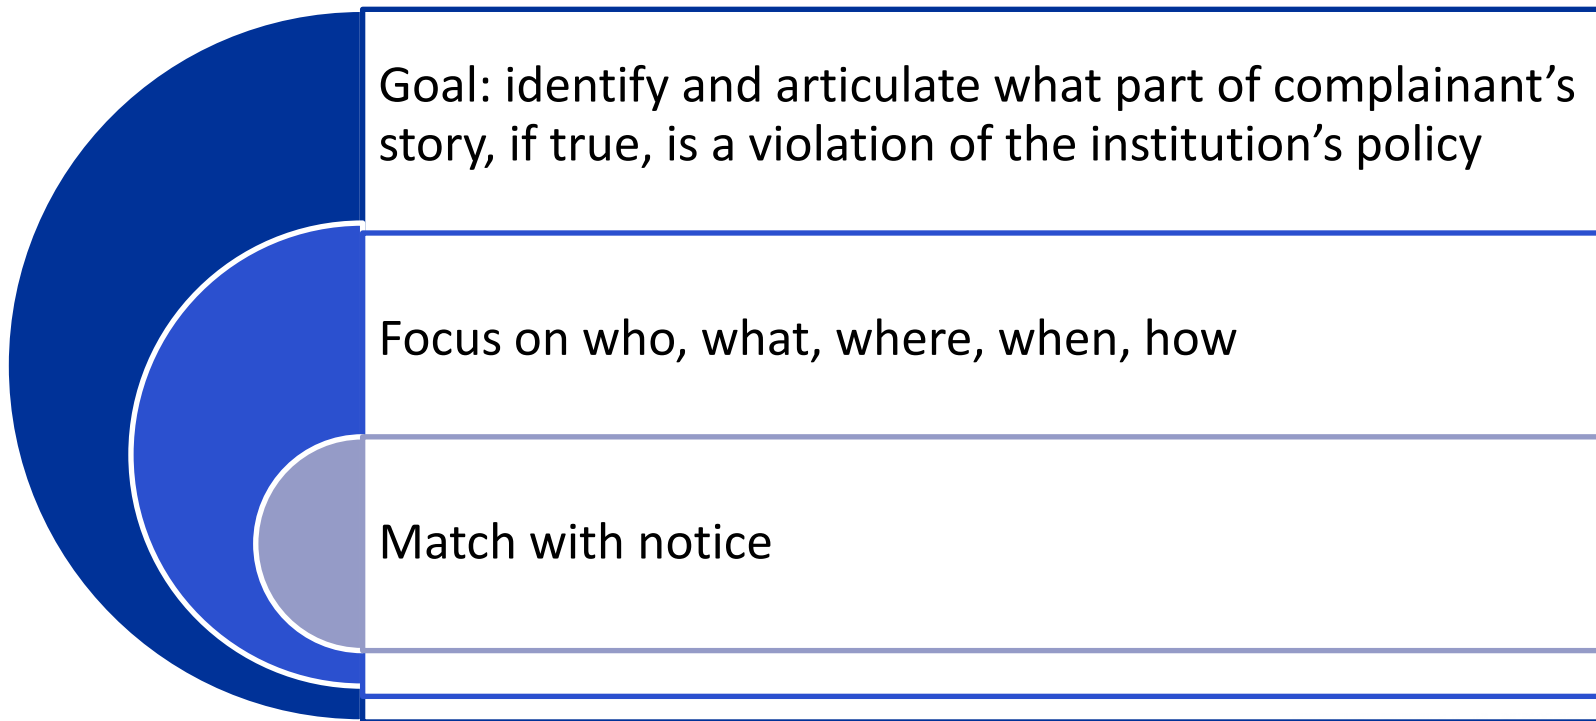 Goal: identify and articulate what part of complainant’s
story, if true, is a violation of the institution’s policy
Focus on who, what, where, when, how
Match with notice